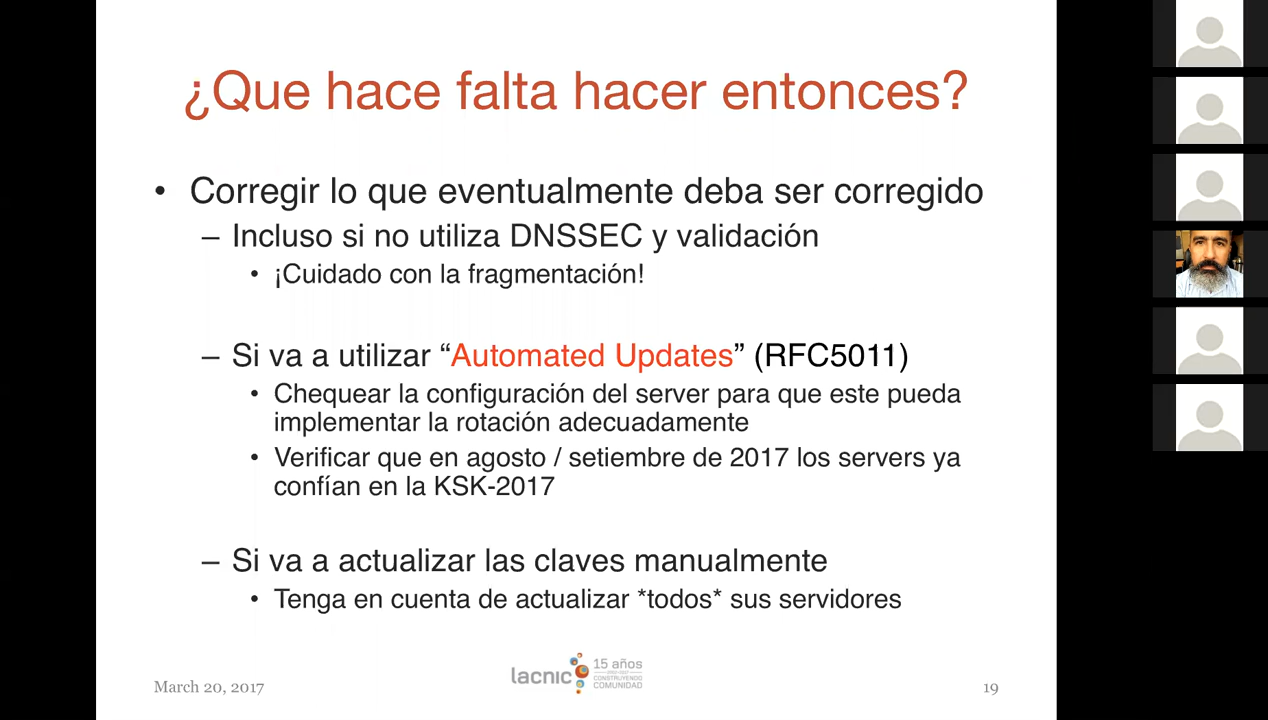 ¿Que hace falta hacer entonces?
• Corregir lo que eventualmente deba ser corregido
– Incluso si no utiliza DNSSEC y validación
• ¡Cuidado con la fragmentación!
– Si va a utilizar “Automated Updates” (RFC5011)
• Chequear la configuración del server para que este pueda
implementar la rotación adecuadamente
• Verificar que en agosto / setiembre de 2017 los servers ya
confían en la KSK-2017
– Si va a actualizar las claves manualmente
• Tenga en cuenta de actualizar *todos* sus servidores
March 20, 2017
lacnic
15 años
CONSTRUYENDO
COMUNIDAD
19